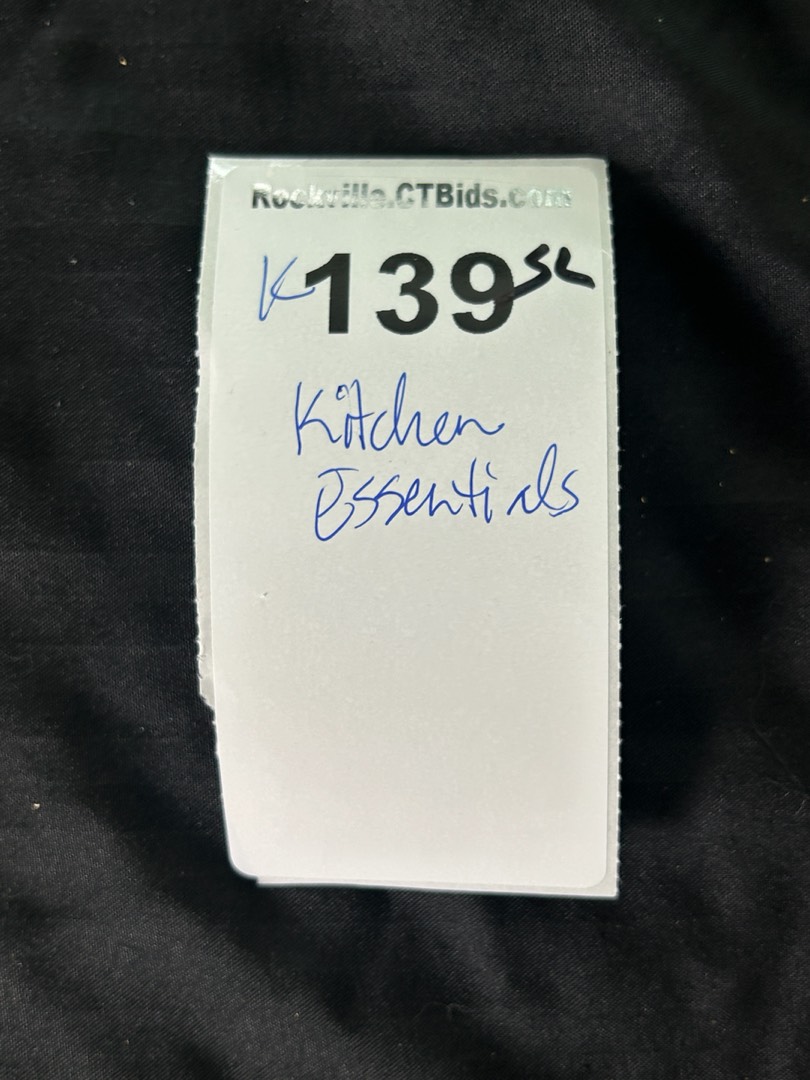 Rockville.CTBids.com
K139SL
Kitchen
Essentials